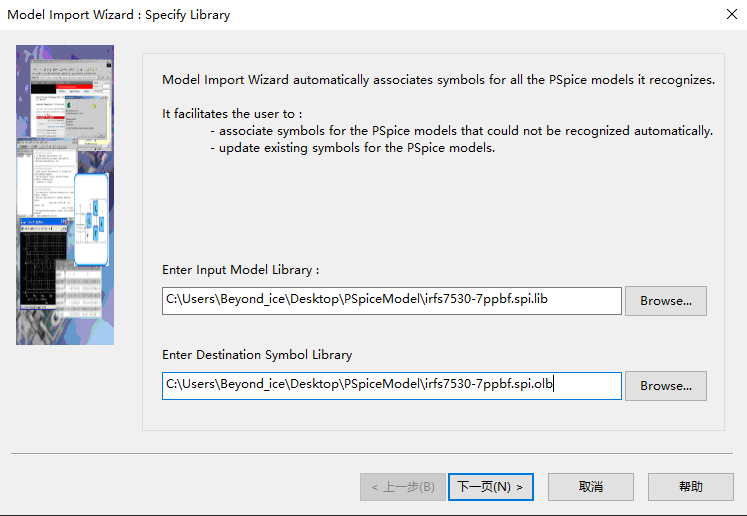 Model Import Wizard : Specify Library
Model Import Wizard automatically associates symbols for all the PSpice models it recognizes.
It facilitates the user to :
- associate symbols for the PSpice models that could not be recognized automatically.
- update existing symbols for the PSpice models.
Enter Input Model Library :
C:\Users\Beyond_ice\Desktop\PSpiceModel\irfs7530-7ppbf.spi.lib
Browse...
Enter Destination Symbol Library
C:\Users\Beyond_ice\Desktop\PSpiceModel\irfs7530-7ppbf.spi.olb
Browse...
< 上一步(B)
下一页(N) >
取消
帮助